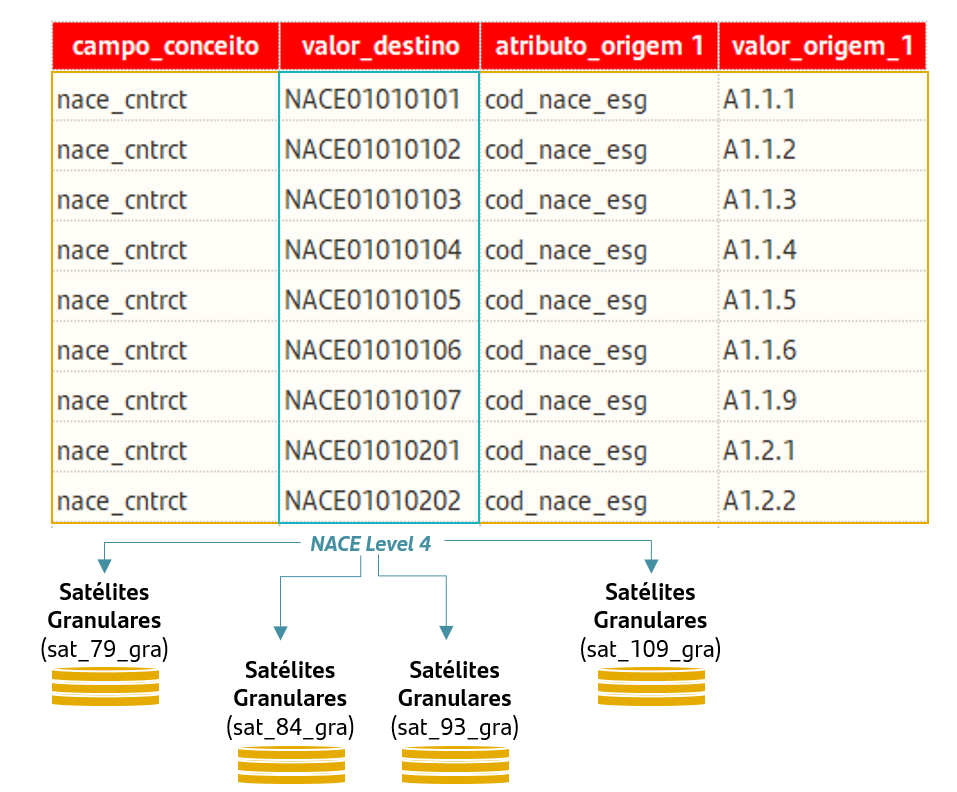 campo_conceito valor_destino atributo_origem 1 valor_origem_1
nace_cntrct NACE01010101 cod_nace_esg A1.1.1
nace_cntrct NACE01010102 cod_nace_esg A1.1.2
nace_cntrct NACE01010103 cod_nace_esg A1.1.3
nace_cntrct NACE01010104 cod_nace_esg A1.1.4
nace_cntrct NACE01010105 cod_nace_esg A1.1.5
nace_cntrct NACE01010106 cod_nace_esg A1.1.6
nace_cntrct NACE01010107 cod_nace_esg A1.1.9
nace_cntrct NACE01010201 cod_nace_esg A1.2.1
nace_cntrct NACE01010202 cod_nace_esg A1.2.2
NACE Level 4
Satélites
Granulares
(sat_79_gra)
Satélites
Granulares
(sat_84_gra)
Satélites
Granulares
(sat_93_gra)
Satélites
Granulares
(sat_109_gra)